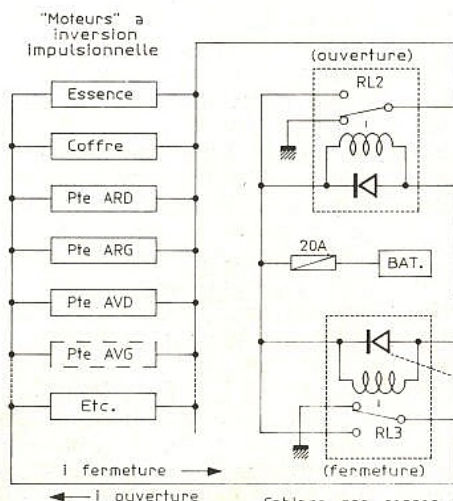 "Moteurs" a
inversion
impulsionnelle
Essence
Coffre
Pte ARD
Pte ARG
Pte AVD
Pte AVG
Etc.
i fermeture
i ouverture
(ouverture)
RL2
20A
BAT.
RL3
(fermeture)